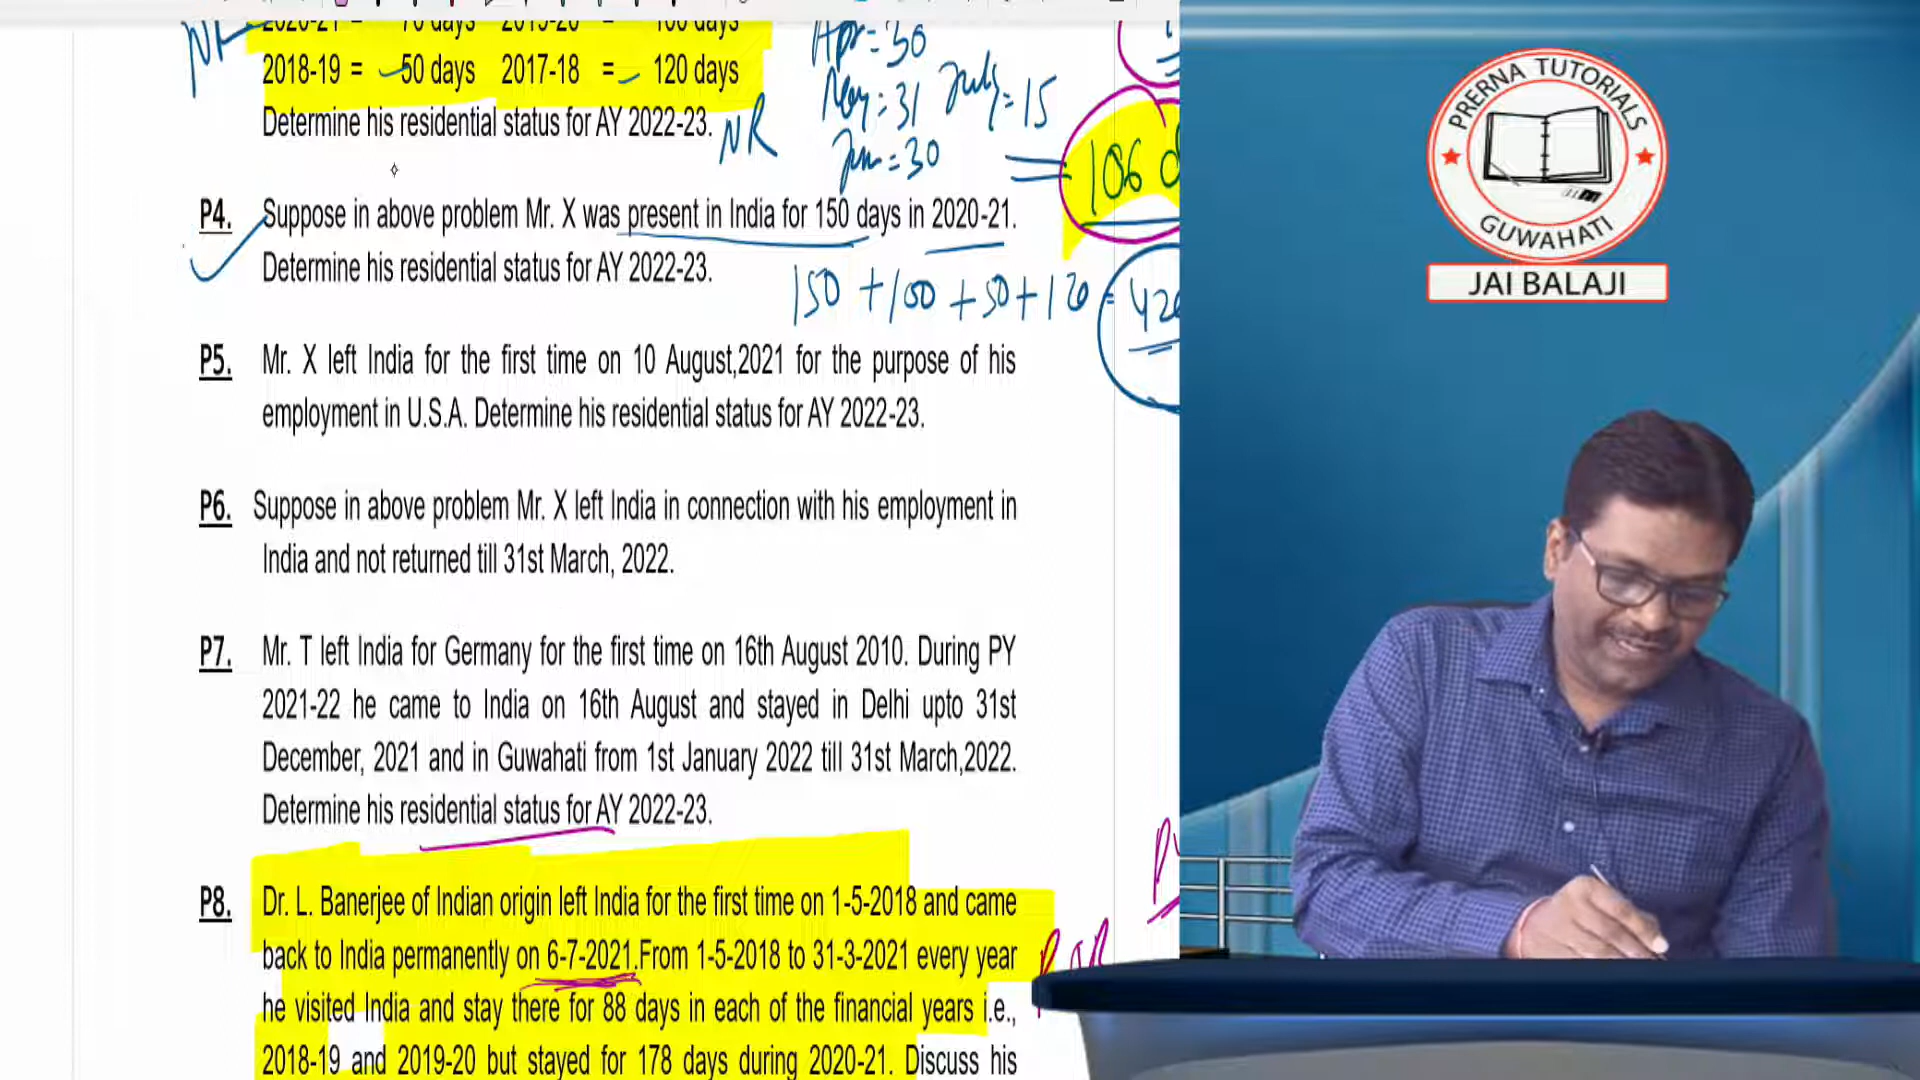 2020-21 = 70 days 2019-20 = 100 days
NR
2018-19 = 50 days 2017-18 = 120 days
Determine his residential status for AY 2022-23.
NR
Apr = 30
May = 31 July = 15
Jun = 30
106
P4. Suppose in above problem Mr. X was present in India for 150 days in 2020-21.
Determine his residential status for AY 2022-23.
150 + 100 + 50 + 120 = 420
P5. Mr. X left India for the first time on 10 August,2021 for the purpose of his
employment in U.S.A. Determine his residential status for AY 2022-23.
P6. Suppose in above problem Mr. X left India in connection with his employment in
India and not returned till 31st March, 2022.
P7. Mr. T left India for Germany for the first time on 16th August 2010. During PY
2021-22 he came to India on 16th August and stayed in Delhi upto 31st
December, 2021 and in Guwahati from 1st January 2022 till 31st March,2022.
Determine his residential status for AY 2022-23.
P8. Dr. L. Banerjee of Indian origin left India for the first time on 1-5-2018 and came
back to India permanently on 6-7-2021.From 1-5-2018 to 31-3-2021 every year
he visited India and stay there for 88 days in each of the financial years i.e.,
2018-19 and 2019-20 but stayed for 178 days during 2020-21. Discuss his
PRERNA TUTORIALS
GUWAHATI
JAI BALAJI